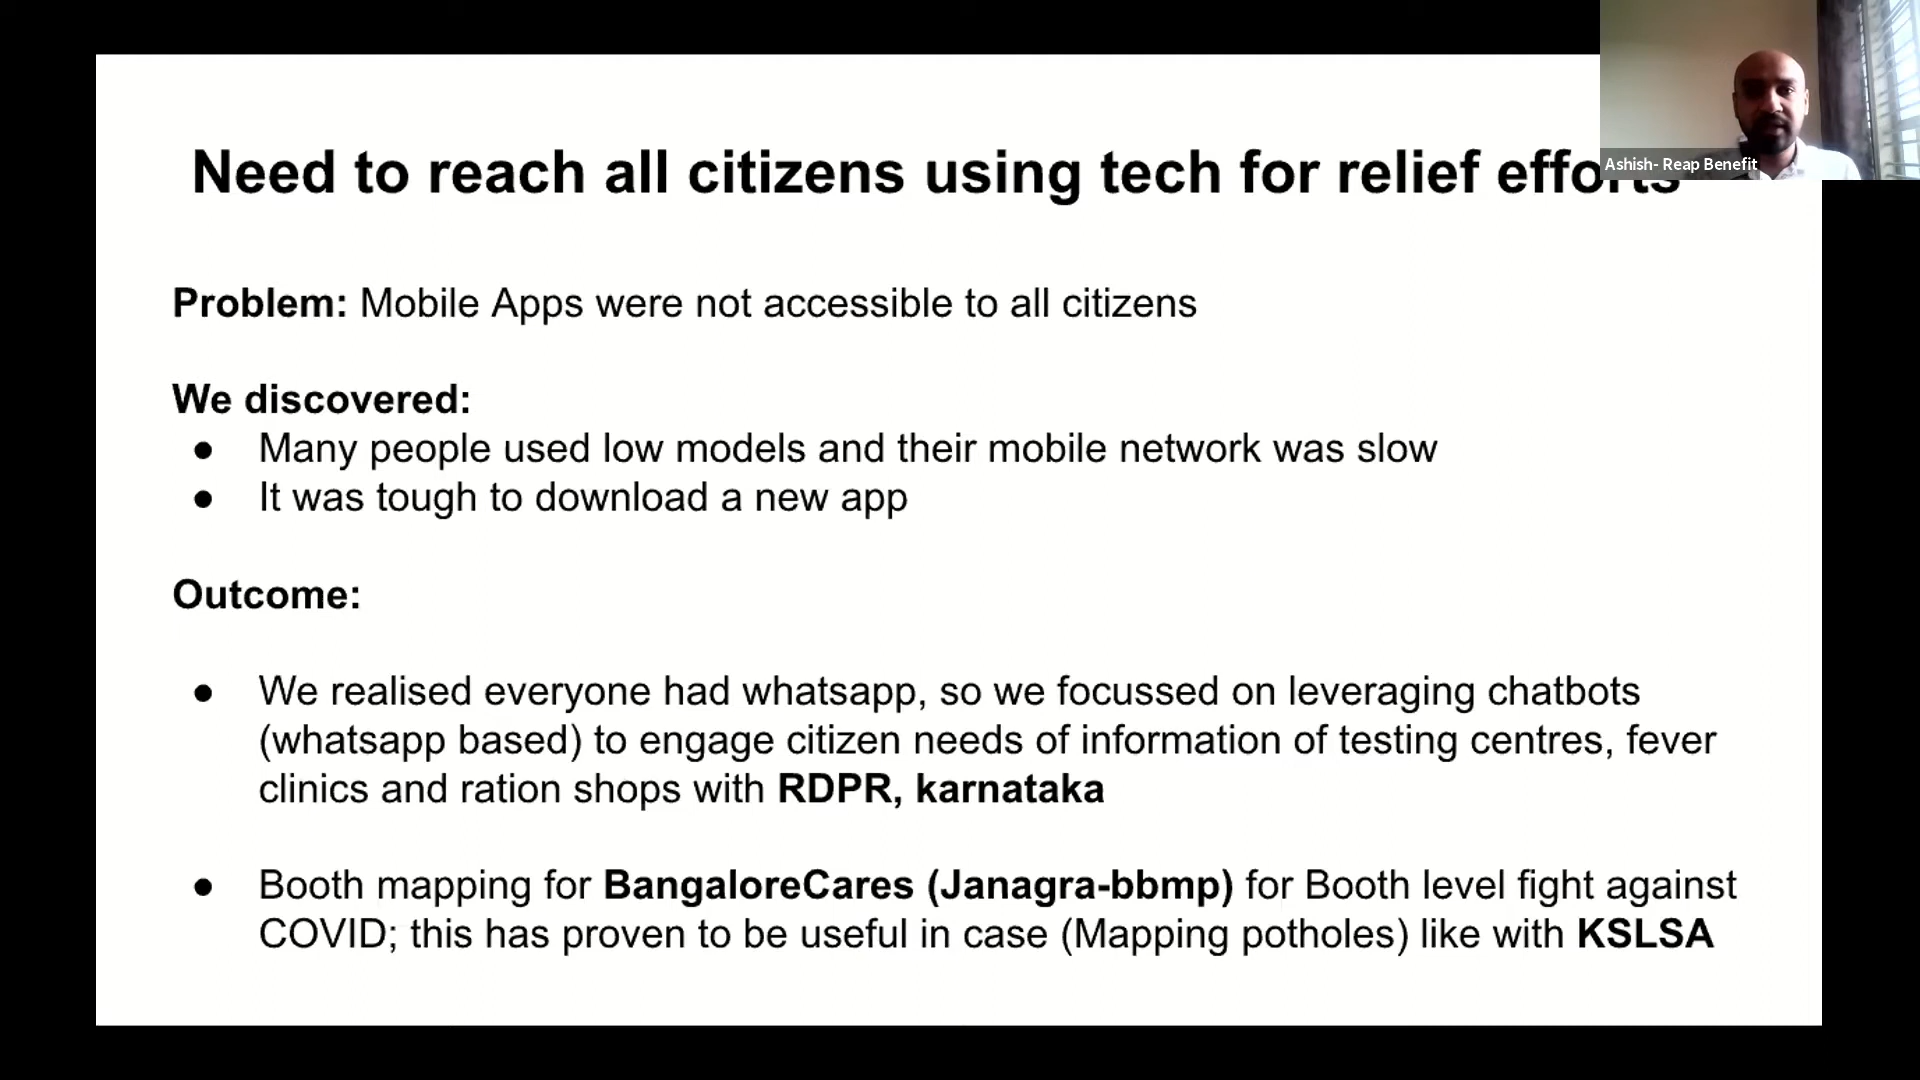 Need to reach all citizens using tech for relief efforts
Ashish- Reap Benefit
Problem: Mobile Apps were not accessible to all citizens
We discovered:
● Many people used low models and their mobile network was slow
● It was tough to download a new app
Outcome:
● We realised everyone had whatsapp, so we focussed on leveraging chatbots
(whatsapp based) to engage citizen needs of information of testing centres, fever
clinics and ration shops with RDPR, karnataka
● Booth mapping for BangaloreCares (Janagra-bbmp) for Booth level fight against
COVID; this has proven to be useful in case (Mapping potholes) like with KSLSA